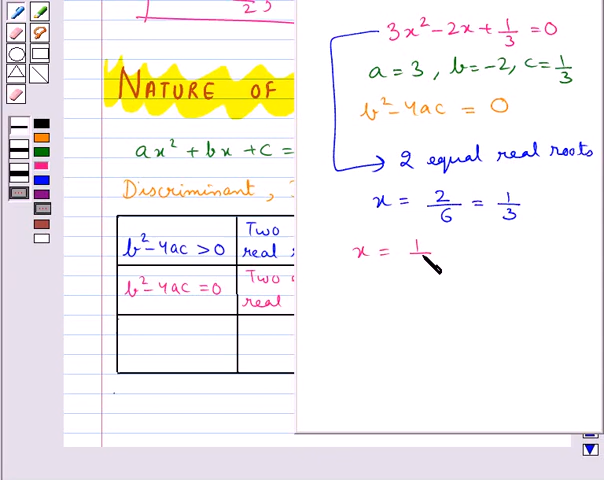 2
NATURE OF
ax² + bx + c =
Discriminant,
b² - 4ac > 0
Two
real
b² - 4ac = 0
Two
real
3x² - 2x + 1/3 = 0
a = 3, b = -2, c = 1/3
b² - 4ac = 0
2 equal real roots
x = 2/6 = 1/3
x = 1